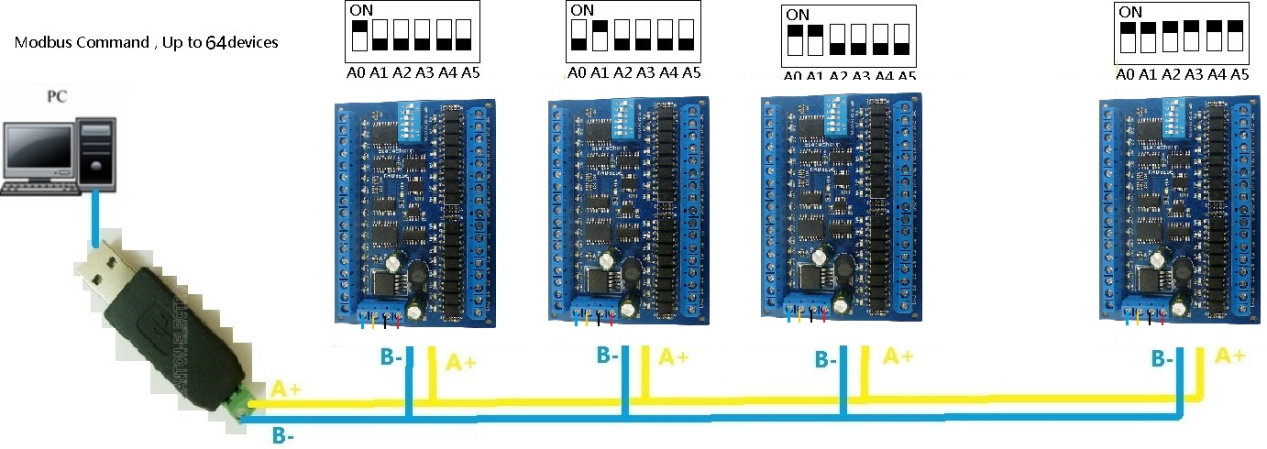 ON
ON
ON
ON
Modbus Command , Up to 64devices
A0 A1 A2 A3 A4 A5
A0 A1 A2 A3 A4 A5
A0 A1 A2 A3 A4 A5
A0 A1 A2 A3 A4 A5
PC
B-
A+
B-
A+
B-
A+
B-
A+
A+
B-